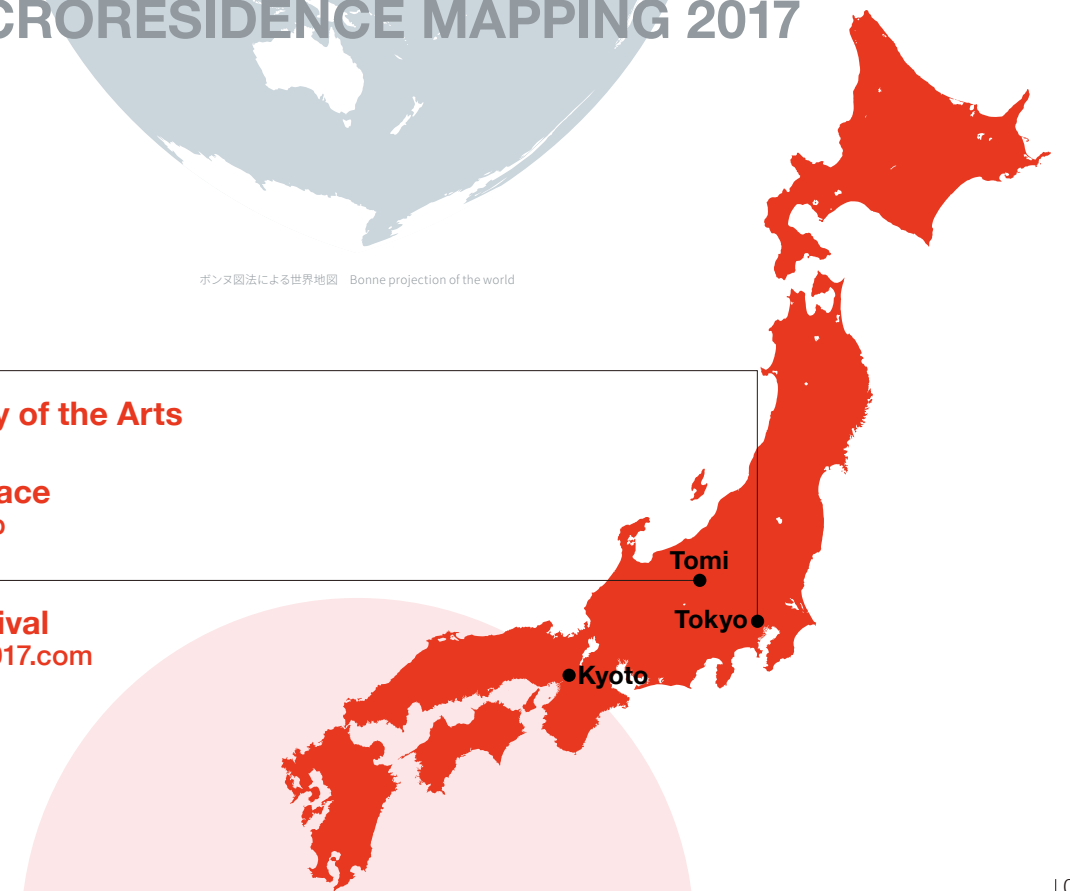 CRORESIDENCE MAPPING 2017
ボンヌ図法による世界地図 Bonne projection of the world
y of the Arts
ace
ival
017.com
Tomi
Tokyo
Kyoto